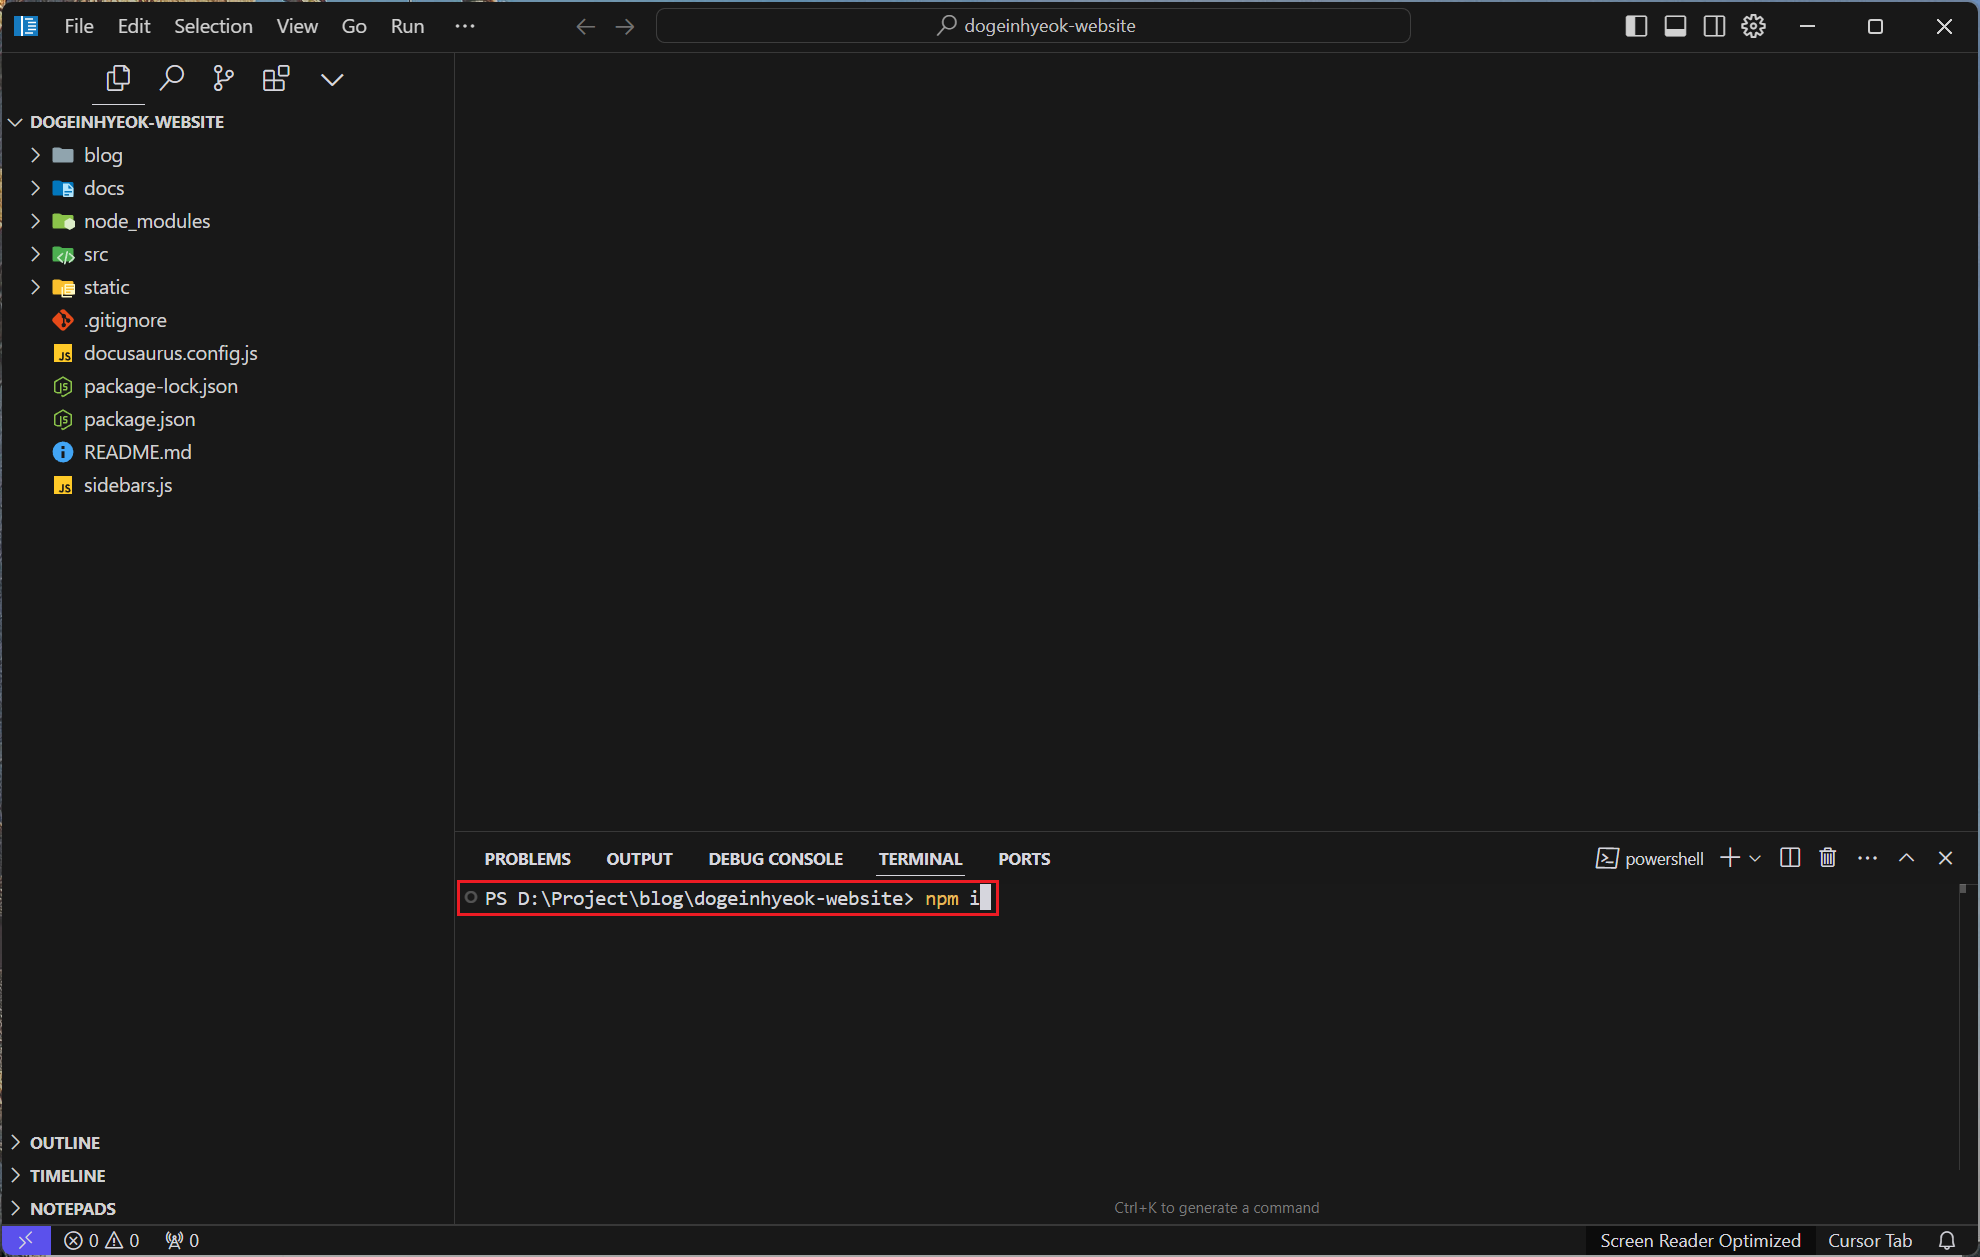 File Edit Selection View Go Run ··· dogeinhyeok-website
DOGEINHYEOK-WEBSITE
blog
docs
node_modules
src
static
.gitignore
docusaurus.config.js
package-lock.json
package.json
README.md
sidebars.js
OUTLINE
TIMELINE
NOTEPADS
PROBLEMS OUTPUT DEBUG CONSOLE TERMINAL PORTS powershell
PS D:\Project\blog\dogeinhyeok-website> npm i
Ctrl+K to generate a command
0 0 0 Screen Reader Optimized Cursor Tab